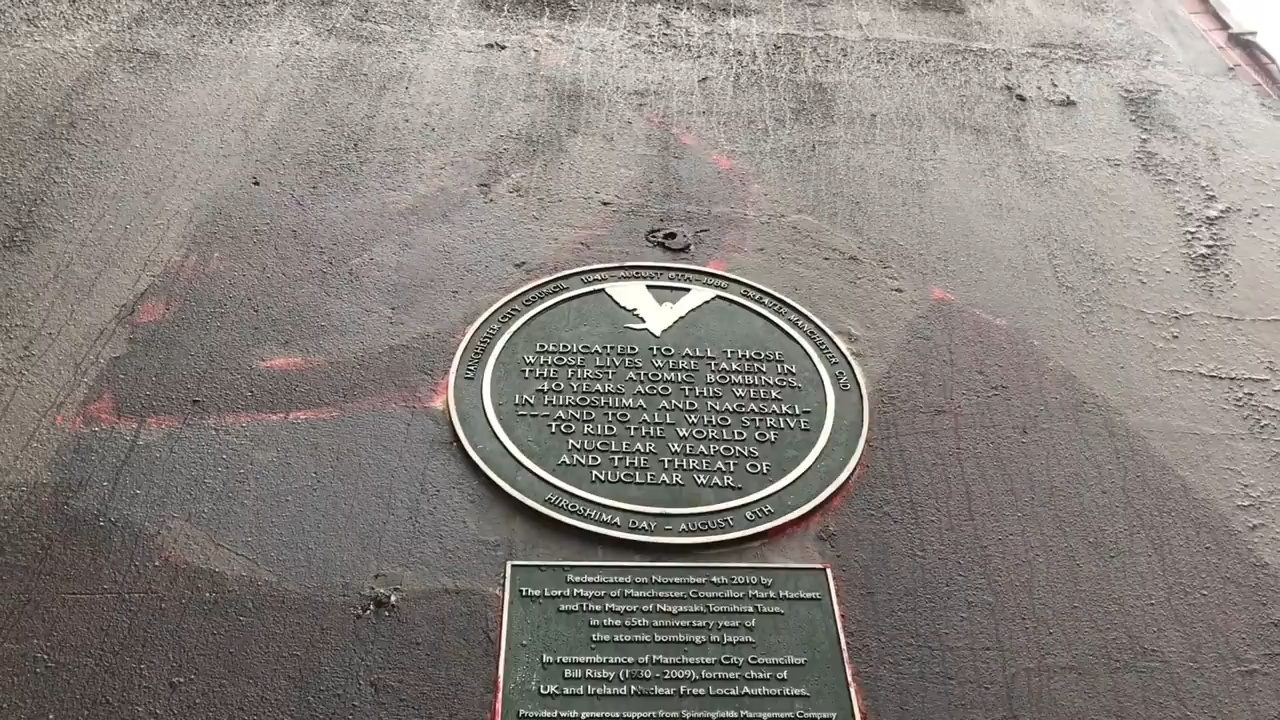 MANCHESTER CITY COUNCIL 1946 - AUGUST 6TH - 1986 GREATER MANCHESTER CND
DEDICATED TO ALL THOSE
WHOSE LIVES WERE TAKEN IN
THE FIRST ATOMIC BOMBINGS,
40 YEARS AGO THIS WEEK
IN HIROSHIMA AND NAGASAKI-
---AND TO ALL WHO STRIVE
TO RID THE WORLD OF
NUCLEAR WEAPONS
AND THE THREAT OF
NUCLEAR WAR.
HIROSHIMA DAY - AUGUST 6TH
Rededicated on November 4th 2010 by
The Lord Mayor of Manchester, Councillor Mark Hackett
and The Mayor of Nagasaki, Tomihisa Taue,
in the 65th anniversary year of
the atomic bombings in Japan.
In remembrance of Manchester City Councillor
Bill Risby (1930 - 2009), former chair of
UK and Ireland Nuclear Free Local Authorities.
Provided with generous support from Spinningfields Management Company